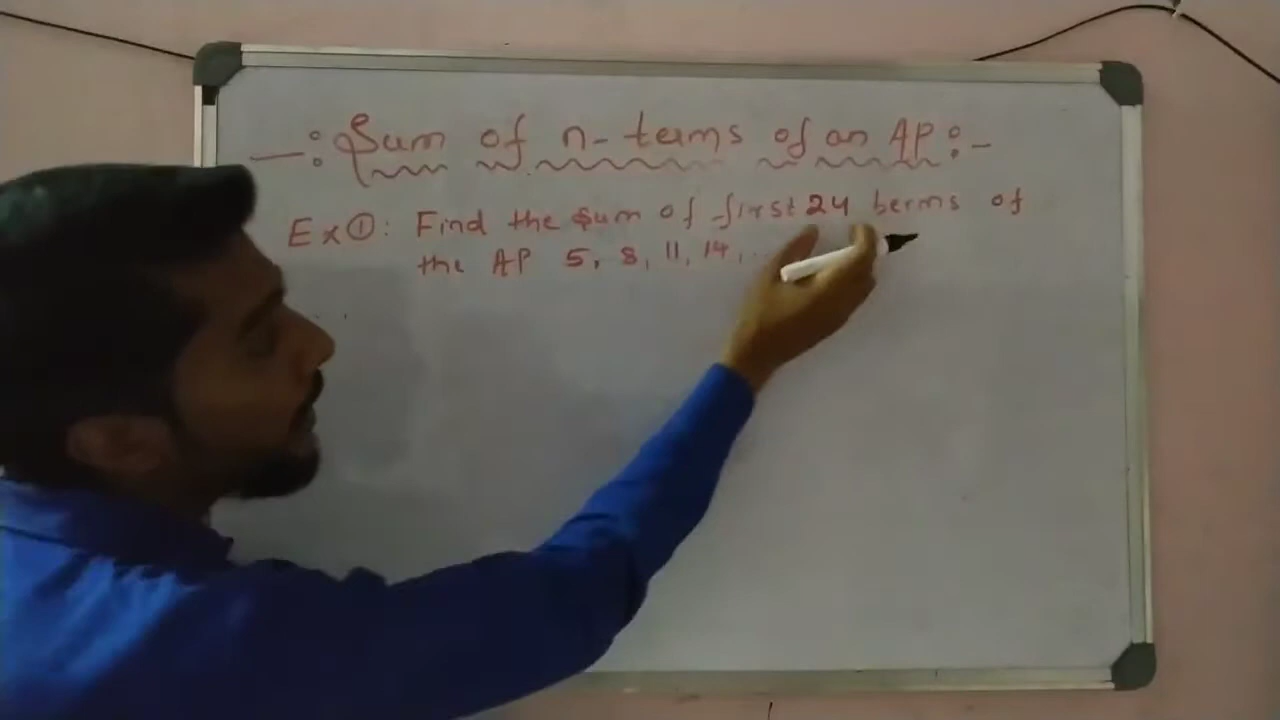 —: Sum of n-terms of an AP :-
Ex①: Find the sum of first 24 terms of
the AP 5, 8, 11, 14, ..